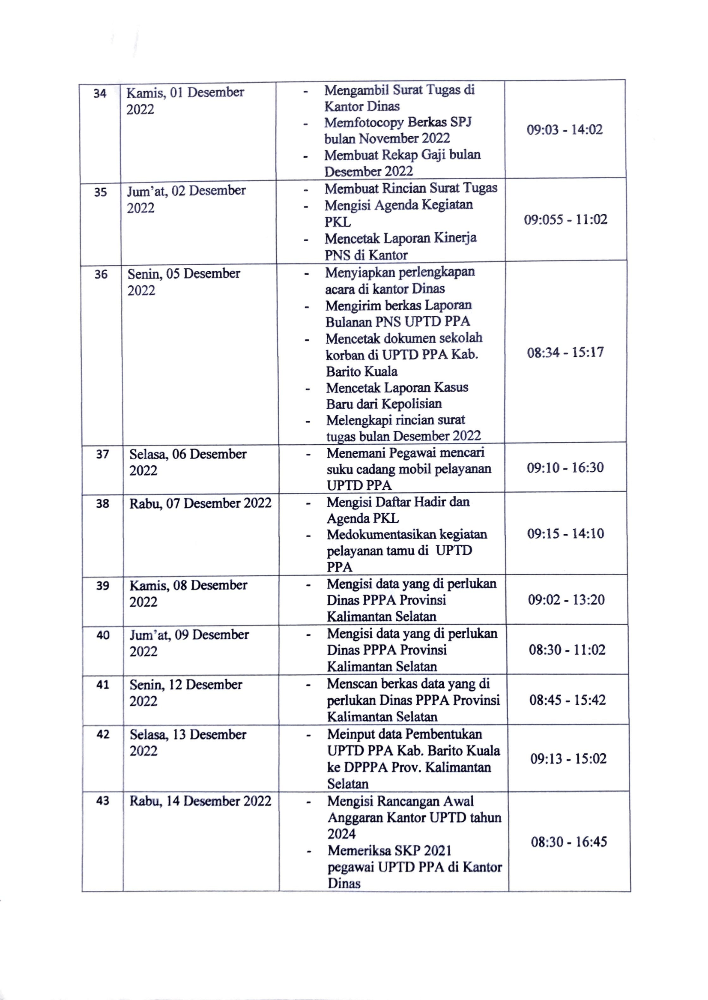 34
Kamis, 01 Desember
2022
- Mengambil Surat Tugas di
Kantor Dinas
- Memfotocopy Berkas SPJ
bulan November 2022
- Membuat Rekap Gaji bulan
Desember 2022
09:03 - 14:02
35
Jum’at, 02 Desember
2022
- Membuat Rincian Surat Tugas
- Mengisi Agenda Kegiatan
PKL
- Mencetak Laporan Kinerja
PNS di Kantor
09:055 - 11:02
36
Senin, 05 Desember
2022
- Menyiapkan perlengkapan
acara di kantor Dinas
- Mengirim berkas Laporan
Bulanan PNS UPTD PPA
- Mencetak dokumen sekolah
korban di UPTD PPA Kab.
Barito Kuala
- Mencetak Laporan Kasus
Baru dari Kepolisian
- Melengkapi rincian surat
tugas bulan Desember 2022
08:34 - 15:17
37
Selasa, 06 Desember
2022
- Menemani Pegawai mencari
suku cadang mobil pelayanan
UPTD PPA
09:10 - 16:30
38
Rabu, 07 Desember 2022
- Mengisi Daftar Hadir dan
Agenda PKL
- Medokumentasikan kegiatan
pelayanan tamu di UPTD
PPA
09:15 - 14:10
39
Kamis, 08 Desember
2022
- Mengisi data yang di perlukan
Dinas PPPA Provinsi
Kalimantan Selatan
09:02 - 13:20
40
Jum’at, 09 Desember
2022
- Mengisi data yang di perlukan
Dinas PPPA Provinsi
Kalimantan Selatan
08:30 - 11:02
41
Senin, 12 Desember
2022
- Menscan berkas data yang di
perlukan Dinas PPPA Provinsi
Kalimantan Selatan
08:45 - 15:42
42
Selasa, 13 Desember
2022
- Meinput data Pembentukan
UPTD PPA Kab. Barito Kuala
ke DPPPA Prov. Kalimantan
Selatan
09:13 - 15:02
43
Rabu, 14 Desember 2022
- Mengisi Rancangan Awal
Anggaran Kantor UPTD tahun
2024
- Memeriksa SKP 2021
pegawai UPTD PPA di Kantor
Dinas
08:30 - 16:45